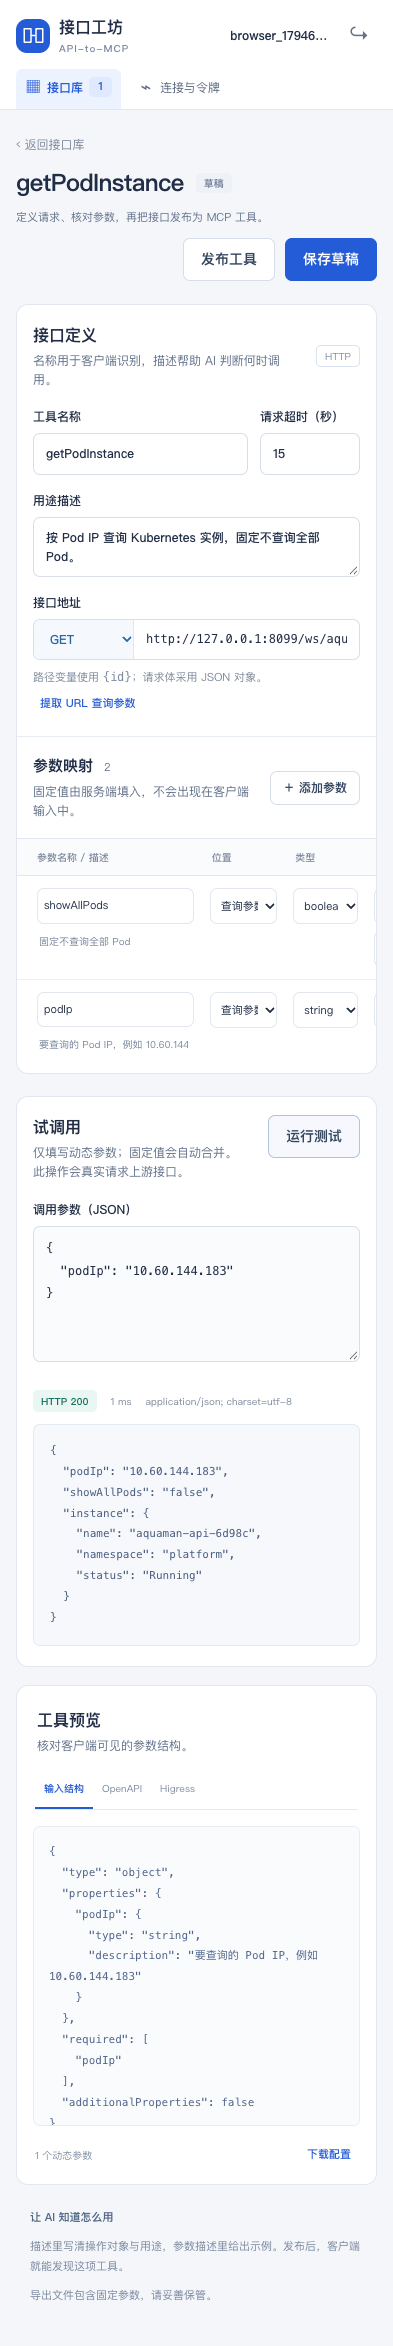 接口工坊
API-to-MCP
browser_17946...
接口库 1
连接与令牌
‹ 返回接口库
getPodInstance 草稿
定义请求、核对参数，再把接口发布为 MCP 工具。
发布工具
保存草稿
接口定义
名称用于客户端识别，描述帮助 AI 判断何时调
用。
HTTP
工具名称
请求超时（秒）
getPodInstance
15
用途描述
按 Pod IP 查询 Kubernetes 实例，固定不查询全部
Pod。
接口地址
GET
http://127.0.0.1:8099/ws/aqu
路径变量使用 {id}；请求体采用 JSON 对象。
提取 URL 查询参数
参数映射 2
固定值由服务端填入，不会出现在客户端
输入中。
+ 添加参数
参数名称 / 描述 位置 类型
showAllPods 查询参数 boolea
固定不查询全部 Pod
podIp 查询参数 string
要查询的 Pod IP，例如 10.60.144
试调用
仅填写动态参数；固定值会自动合并。
此操作会真实请求上游接口。
运行测试
调用参数（JSON）
{
"podIp": "10.60.144.183"
}
HTTP 200 1 ms application/json; charset=utf-8
{
"podIp": "10.60.144.183",
"showAllPods": "false",
"instance": {
"name": "aquaman-api-6d98c",
"namespace": "platform",
"status": "Running"
}
}
工具预览
核对客户端可见的参数结构。
输入结构 OpenAPI Higress
{
"type": "object",
"properties": {
"podIp": {
"type": "string",
"description": "要查询的 Pod IP，例如
10.60.144.183"
}
},
"required": [
"podIp"
],
"additionalProperties": false
}
1 个动态参数
下载配置
让 AI 知道怎么用
描述里写清操作对象与用途，参数描述里给出示例。发布后，客户端
就能发现这项工具。
导出文件包含固定参数，请妥善保管。